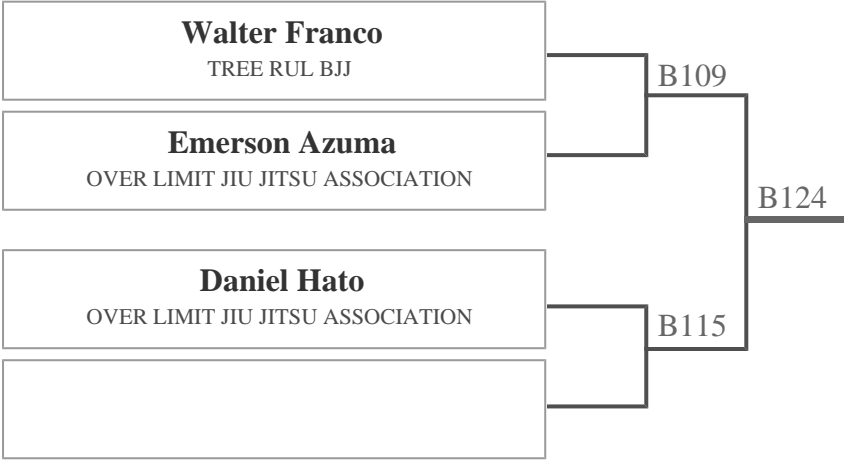 Walter Franco
TREE RUL BJJ
B109
Emerson Azuma
OVER LIMIT JIU JITSU ASSOCIATION
B124
Daniel Hato
OVER LIMIT JIU JITSU ASSOCIATION
B115